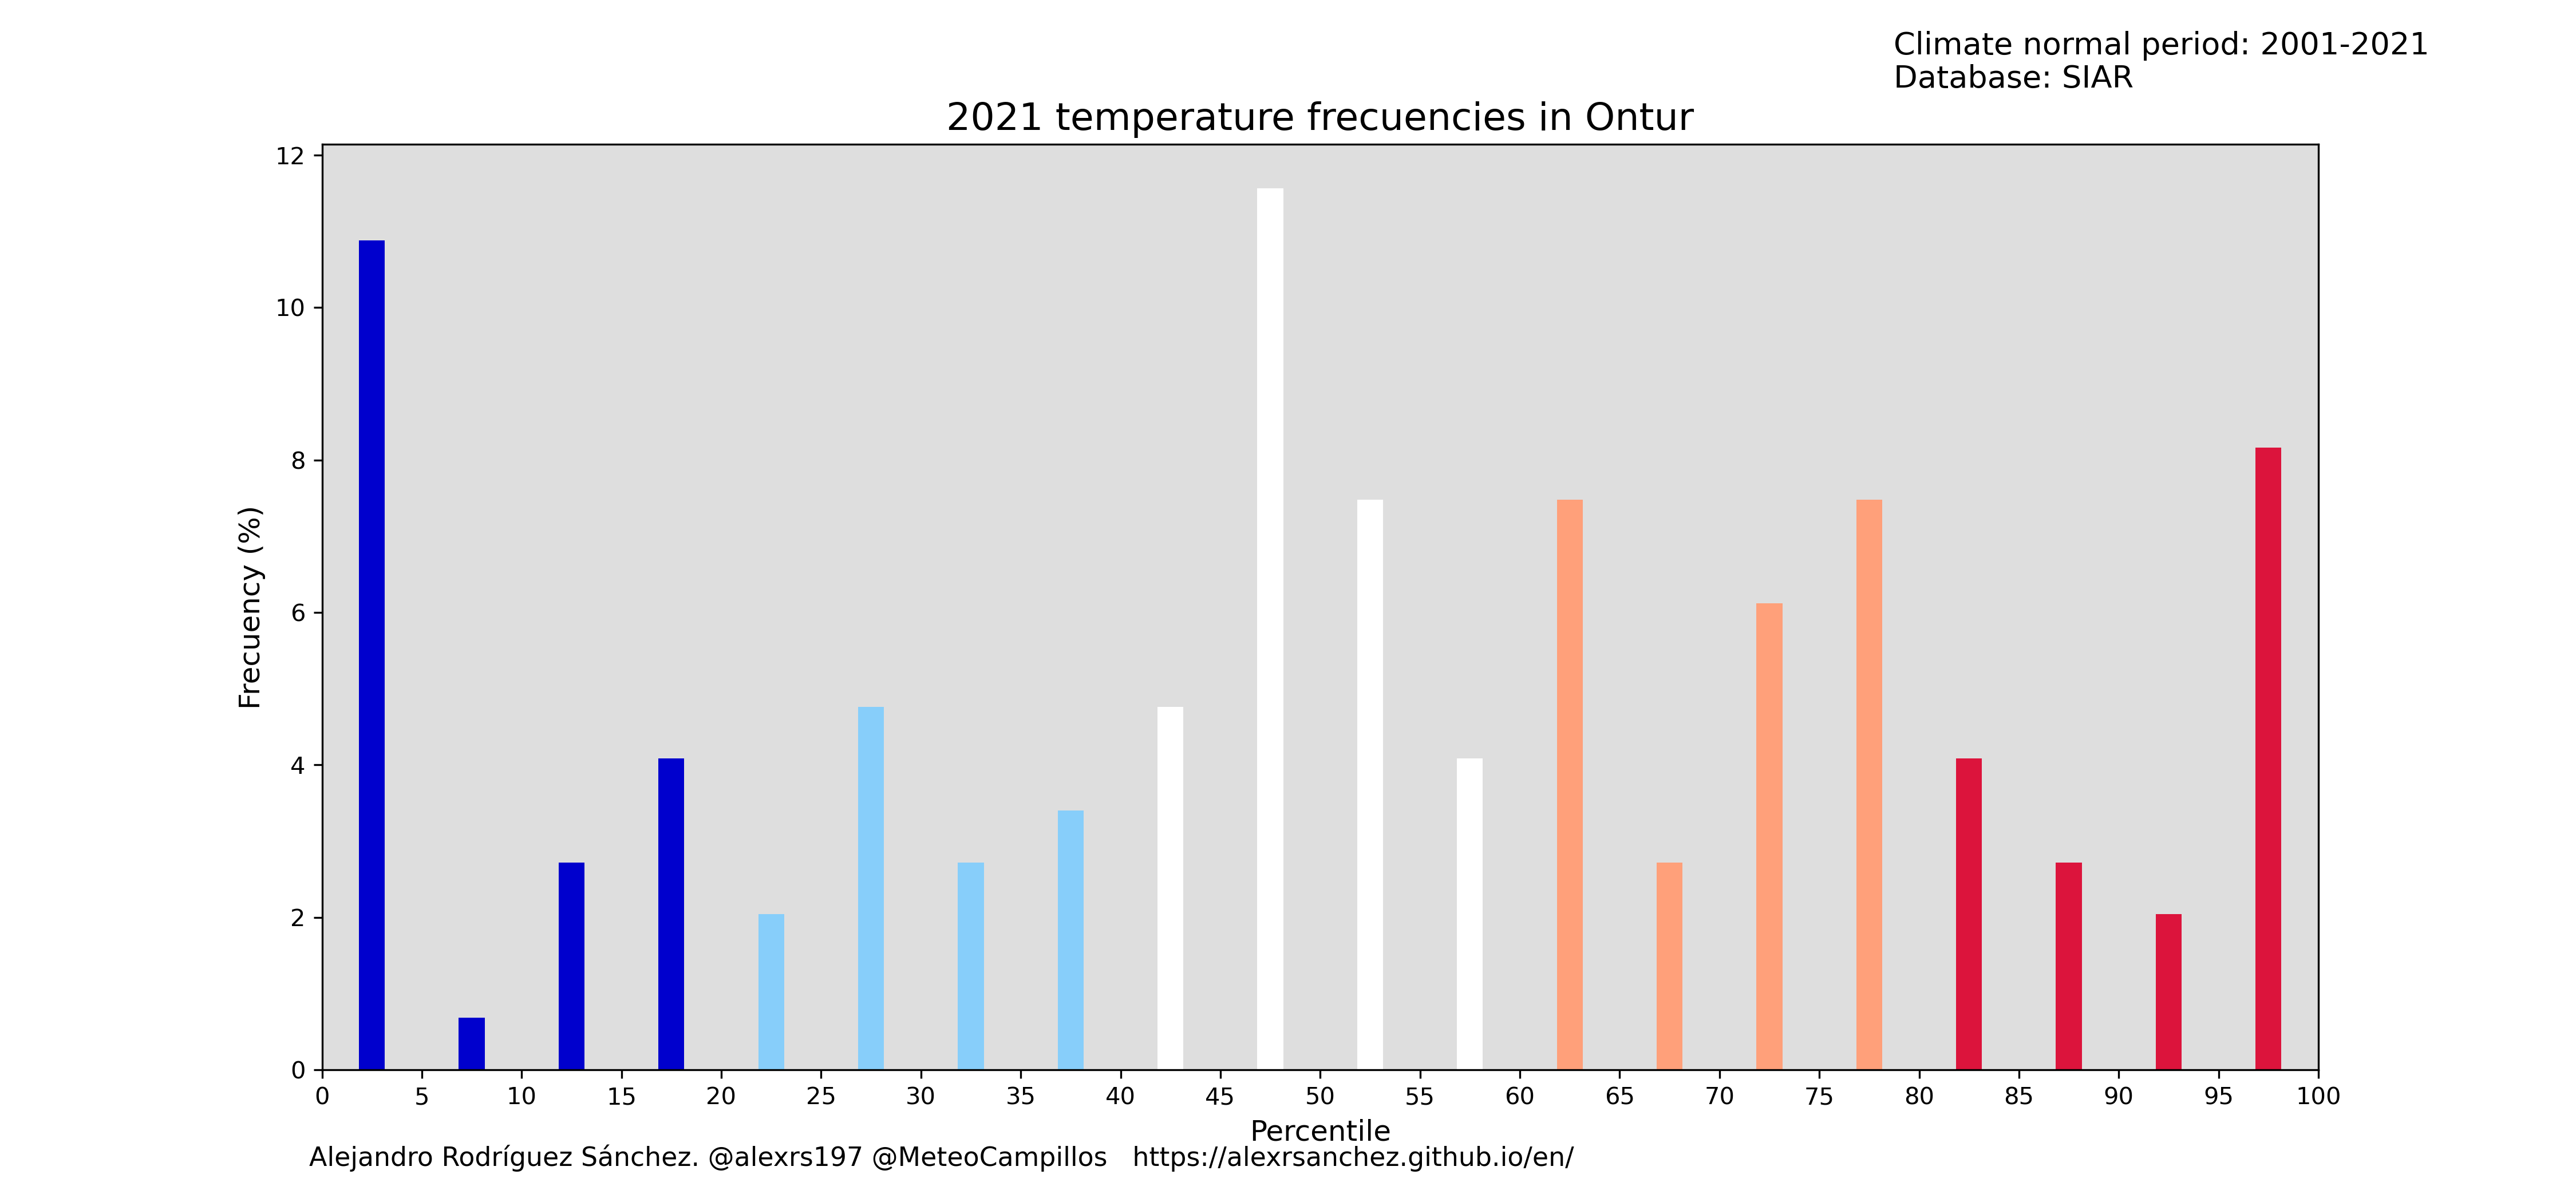 Climate normal period: 2001-2021
Database: SIAR
2021 temperature frecuencies in Ontur
12
10
8
6
4
2
0
Frecuency (%)
0 5 10 15 20 25 30 35 40 45 50 55 60 65 70 75 80 85 90 95 100
Percentile
Alejandro Rodríguez Sánchez. @alexrs197 @MeteoCampillos https://alexrsanchez.github.io/en/